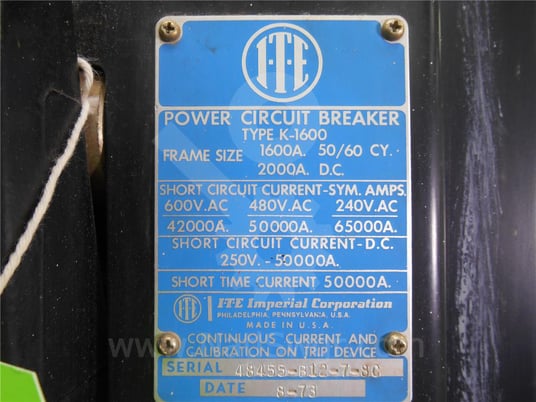 I-T-E
POWER CIRCUIT BREAKER
TYPE K-1600
FRAME SIZE 1600A. 50/60 CY.
2000A. D.C.
SHORT CIRCUIT CURRENT-SYM. AMPS.
600V.AC 480V.AC 240V.AC
42000A. 50000A. 65000A.
SHORT CIRCUIT CURRENT-D.C.
250V.-50000A.
SHORT TIME CURRENT 50000A.
ITE I-T-E Imperial Corporation
PHILADELPHIA, PENNSYLVANIA, U.S.A.
MADE IN U.S.A.
CONTINUOUS CURRENT AND
CALIBRATION ON TRIP DEVICE
SERIAL 48455-B12-7-8C
DATE 8-73